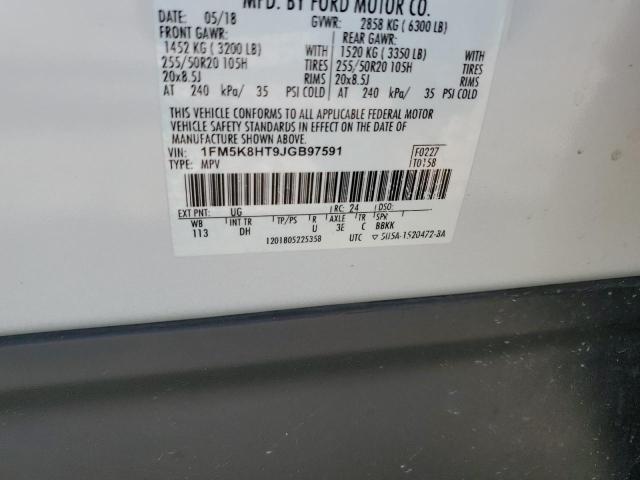 MFD. BY FORD MOTOR CO.
DATE: 05/18 GVWR: 2858 KG ( 6300 LB)
FRONT GAWR: REAR GAWR:
1452 KG ( 3200 LB) WITH 1520 KG ( 3350 LB) WITH
255/50R20 105H TIRES 255/50R20 105H TIRES
20x8.5J RIMS 20x8.5J RIMS
AT 240 kPa/ 35 PSI COLD AT 240 kPa/ 35 PSI COLD
THIS VEHICLE CONFORMS TO ALL APPLICABLE FEDERAL MOTOR
VEHICLE SAFETY AND THEFT PREVENTION STANDARDS IN EFFECT ON THE DATE OF
MANUFACTURE SHOWN ABOVE.
VIN: 1FM5K8HT9JGB97591 F0227
TYPE: MPV T0158
EXT PNT: UG RC: 24 DSO:
WB INT TR TP/PS R AXLE TR SPR
113 DH U 3E C BBKK
1201805225358 UTC ▽ 5U5A-1520472-BA